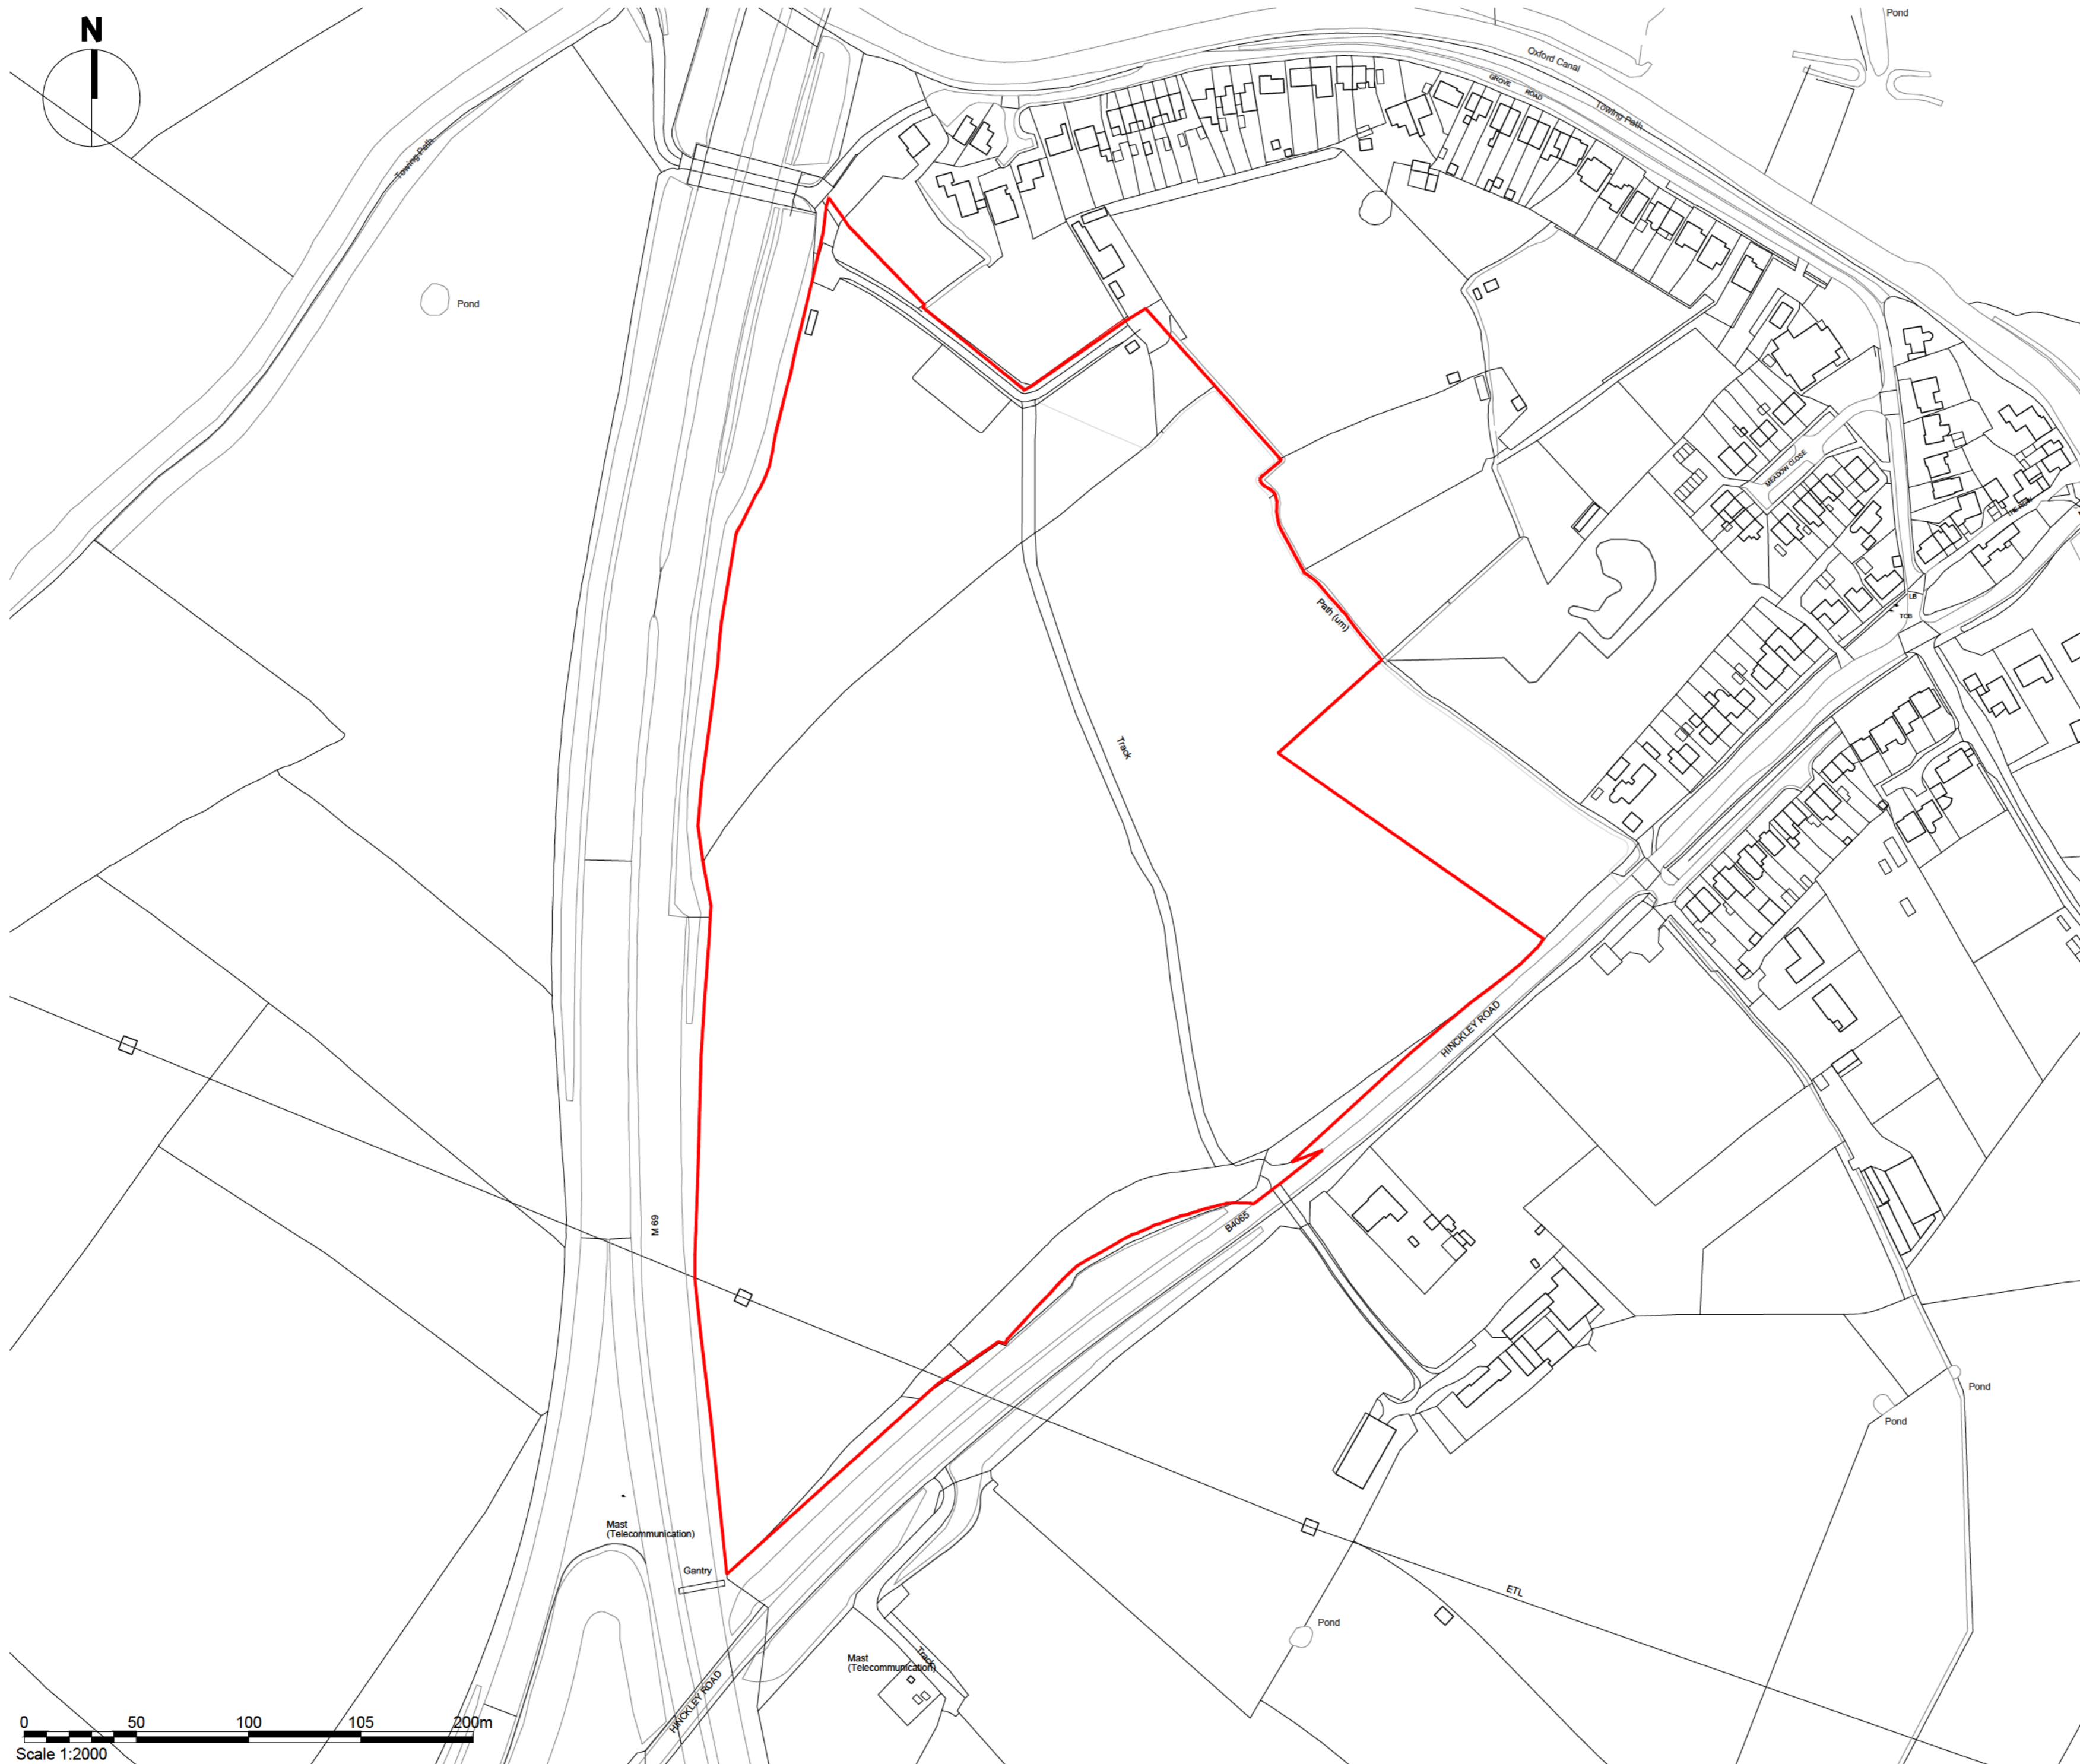 N
Pond
Oxford Canal
GROVE ROAD
Towing Path
Towing Path
Pond
MEADOW CLOSE
THE ROW
LB
TCB
Path (um)
Track
HINCKLEY ROAD
B4065
M 69
Pond
Pond
Mast
(Telecommunication)
Gantry
ETL
Pond
Mast
(Telecommunication)
Track
HINCKLEY ROAD
0 50 100 105 200m
Scale 1:2000